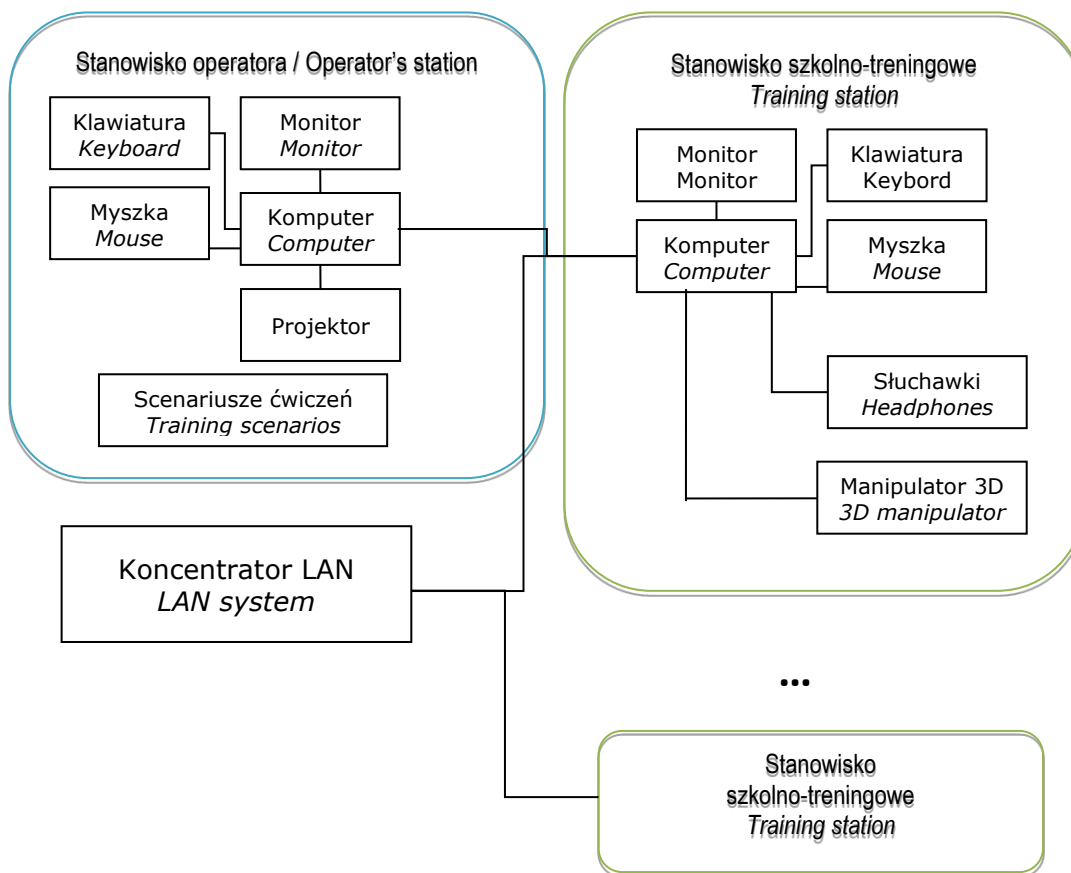 Stanowisko operatora / Operator's station
Klawiatura
Keyboard
Monitor
Monitor
Myszka
Mouse
Komputer
Computer
Projektor
Scenariusze ćwiczeń
Training scenarios
Stanowisko szkolno-treningowe
Training station
Monitor
Monitor
Klawiatura
Keybord
Komputer
Computer
Myszka
Mouse
Słuchawki
Headphones
Manipulator 3D
3D manipulator
Koncentrator LAN
LAN system
...
Stanowisko
szkolno-treningowe
Training station